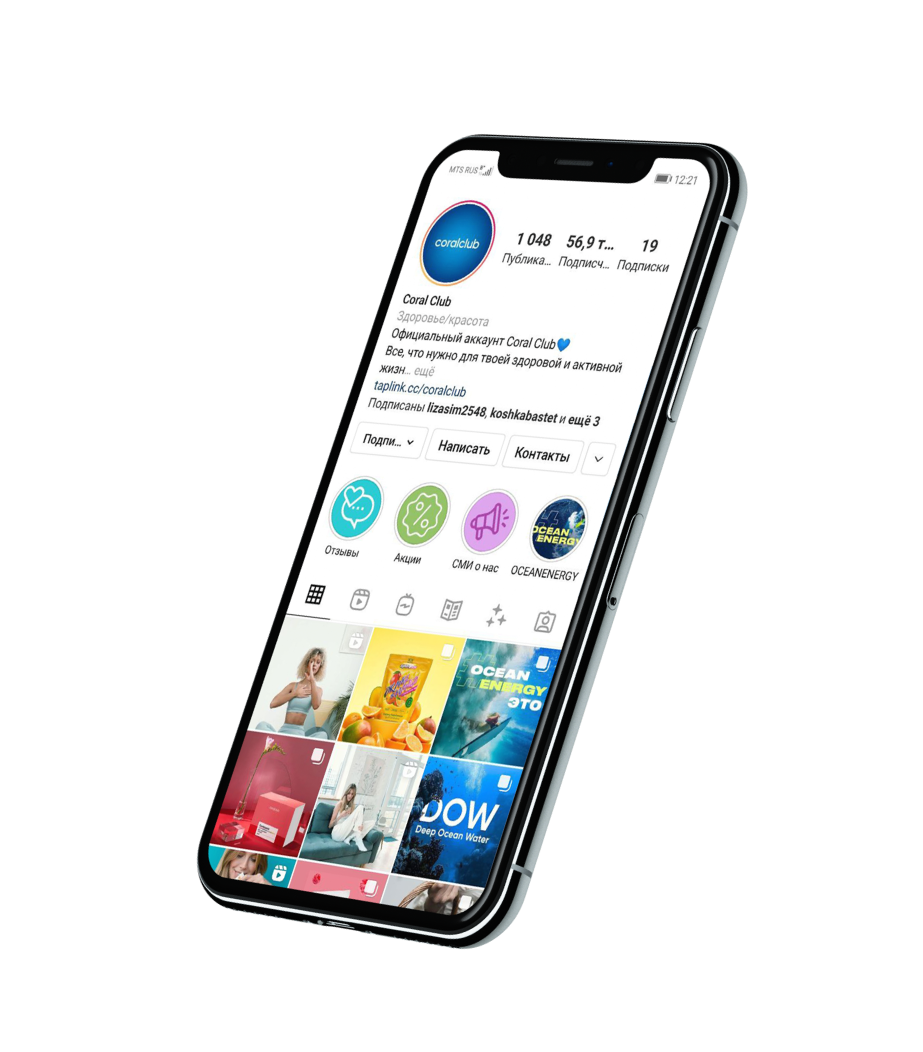 MTS RUS
12:21
coralclub
1 048 56,9 т... 19
Публика... Подписч... Подписки
Coral Club
Здоровье/красота
Официальный аккаунт Coral Club💙
Все, что нужно для твоей здоровой и активной
жизн... ещё
taplink.cc/coralclub
Подписаны lizasim2548, koshkabastet и ещё 3
Подпи...
Написать
Контакты
#
OCEAN
ENERGY
Отзывы
Акции
СМИ о нас
OCEANENERGY
#
OCEAN
ENERGY
ЭТО
DOW
Deep Ocean Water